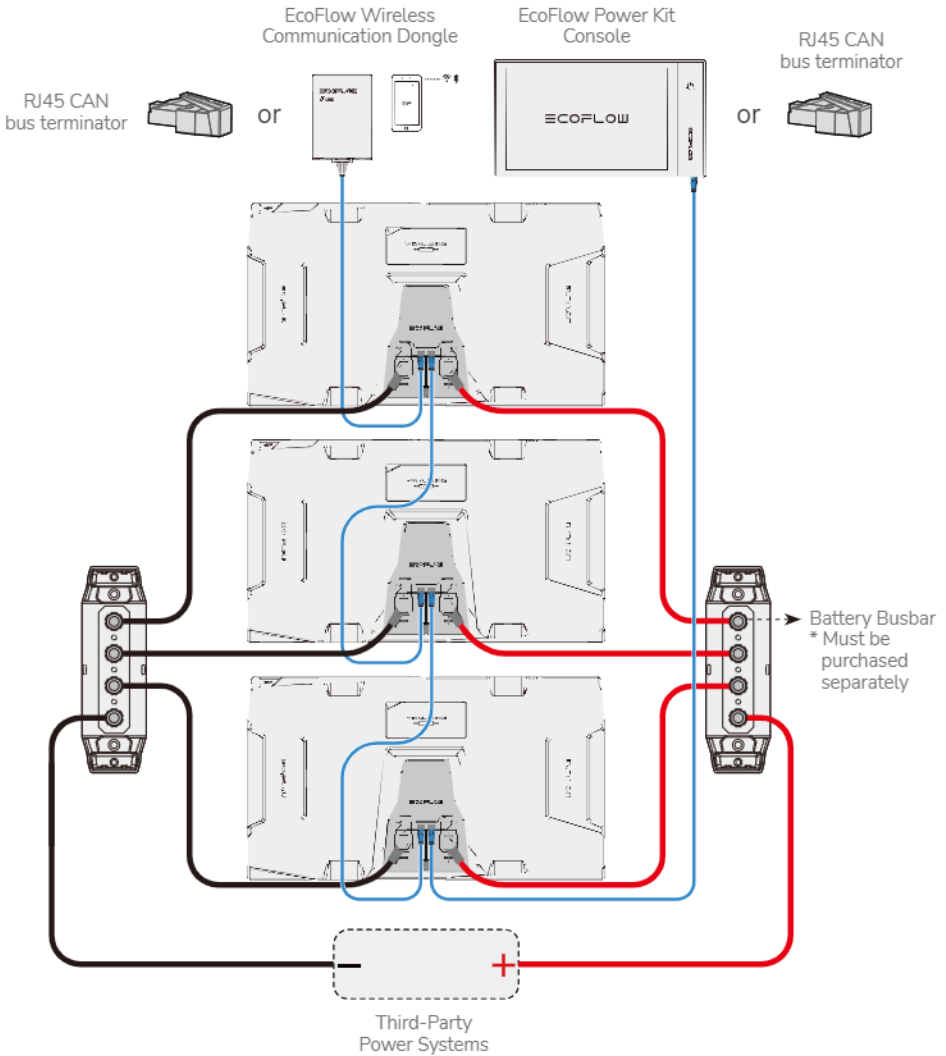 EcoFlow Wireless
Communication Dongle
EcoFlow Power Kit
Console
RJ45 CAN
bus terminator
RJ45 CAN
bus terminator
or
ECOFLOW
or
Battery Busbar
* Must be
purchased
separately
−
+
Third-Party
Power Systems